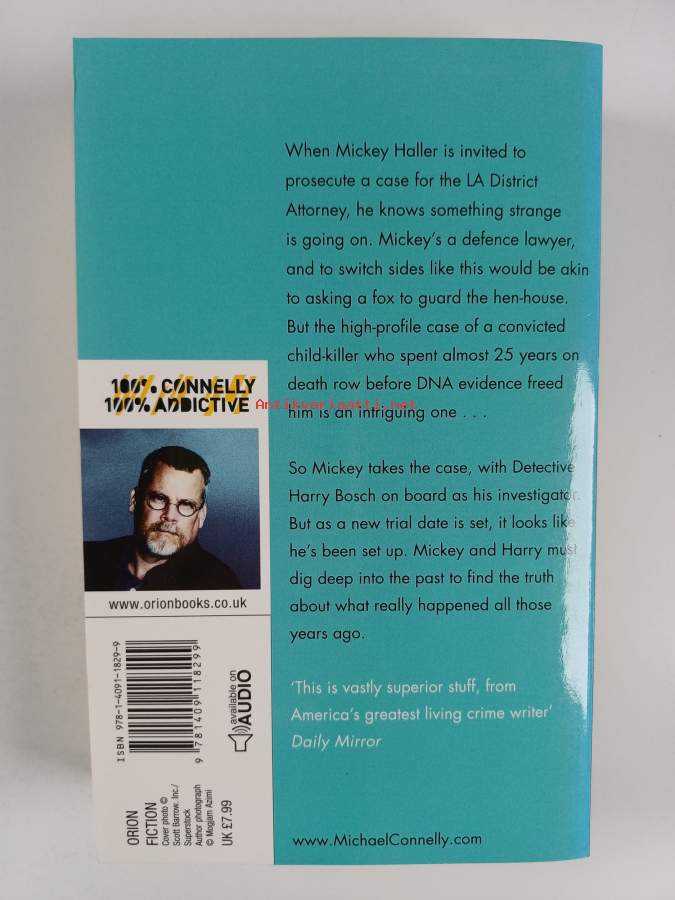 When Mickey Haller is invited to
prosecute a case for the LA District
Attorney, he knows something strange
is going on. Mickey's a defence lawyer,
and to switch sides like this would be akin
to asking a fox to guard the hen-house.
But the high-profile case of a convicted
child-killer who spent almost 25 years on
death row before DNA evidence freed
him is an intriguing one . . .
So Mickey takes the case, with Detective
Harry Bosch on board as his investigator.
But as a new trial date is set, it looks like
he's been set up. Mickey and Harry must
dig deep into the past to find the truth
about what really happened all those
years ago.
'This is vastly superior stuff, from
America's greatest living crime writer'
Daily Mirror
www.MichaelConnelly.com
100% CONNELLY
100% ADDICTIVE
Antikvariaatti.net
www.orionbooks.co.uk
ISBN 978-1-4091-1829-9
9 781409 118299
available on
AUDIO
ORION
FICTION
Cover photo ©
Scott Barrow, Inc./
Superstock
Author photograph
© Mogjam Azimi
UK £7.99